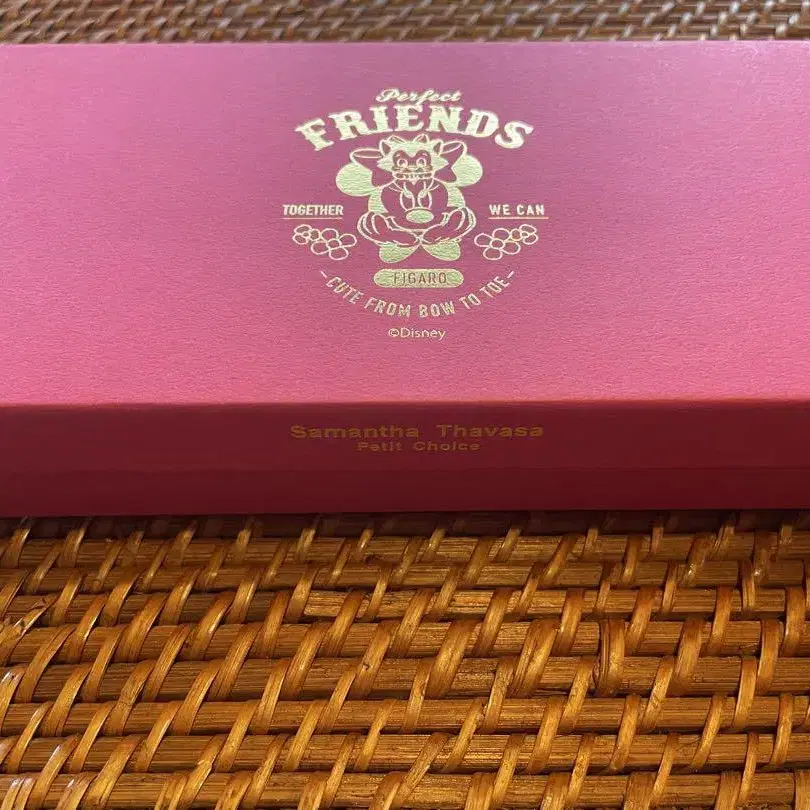 Perfect
FRIENDS
TOGETHER
WE CAN
FIGARO
-CUTE FROM BOW TO TOE-
©Disney
Samantha Thavasa
Petit Choice